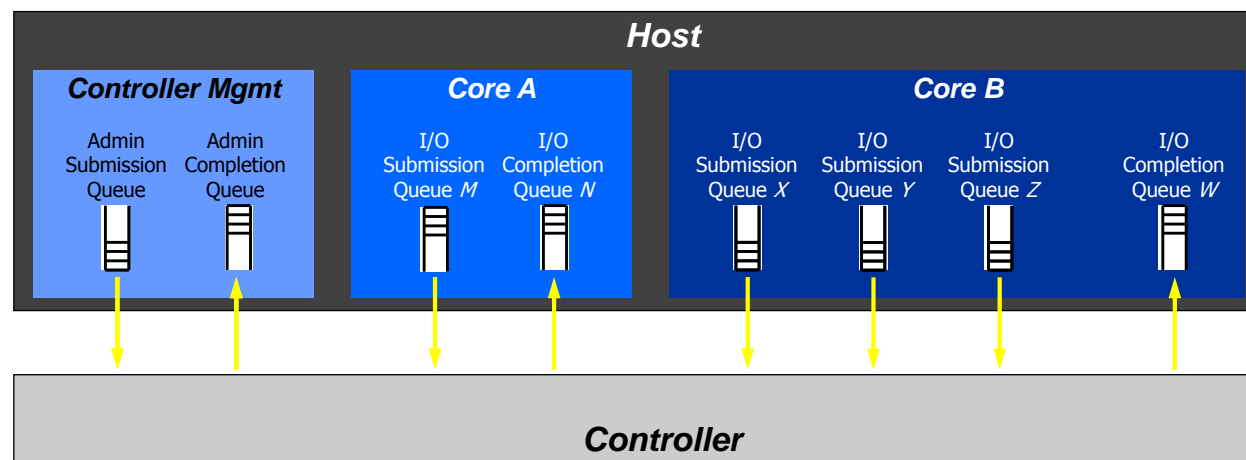 Host
Controller Mgmt
Admin
Submission
Queue
Admin
Completion
Queue
Core A
I/O
Submission
Queue M
I/O
Completion
Queue N
Core B
I/O
Submission
Queue X
I/O
Submission
Queue Y
I/O
Submission
Queue Z
I/O
Completion
Queue W
Controller